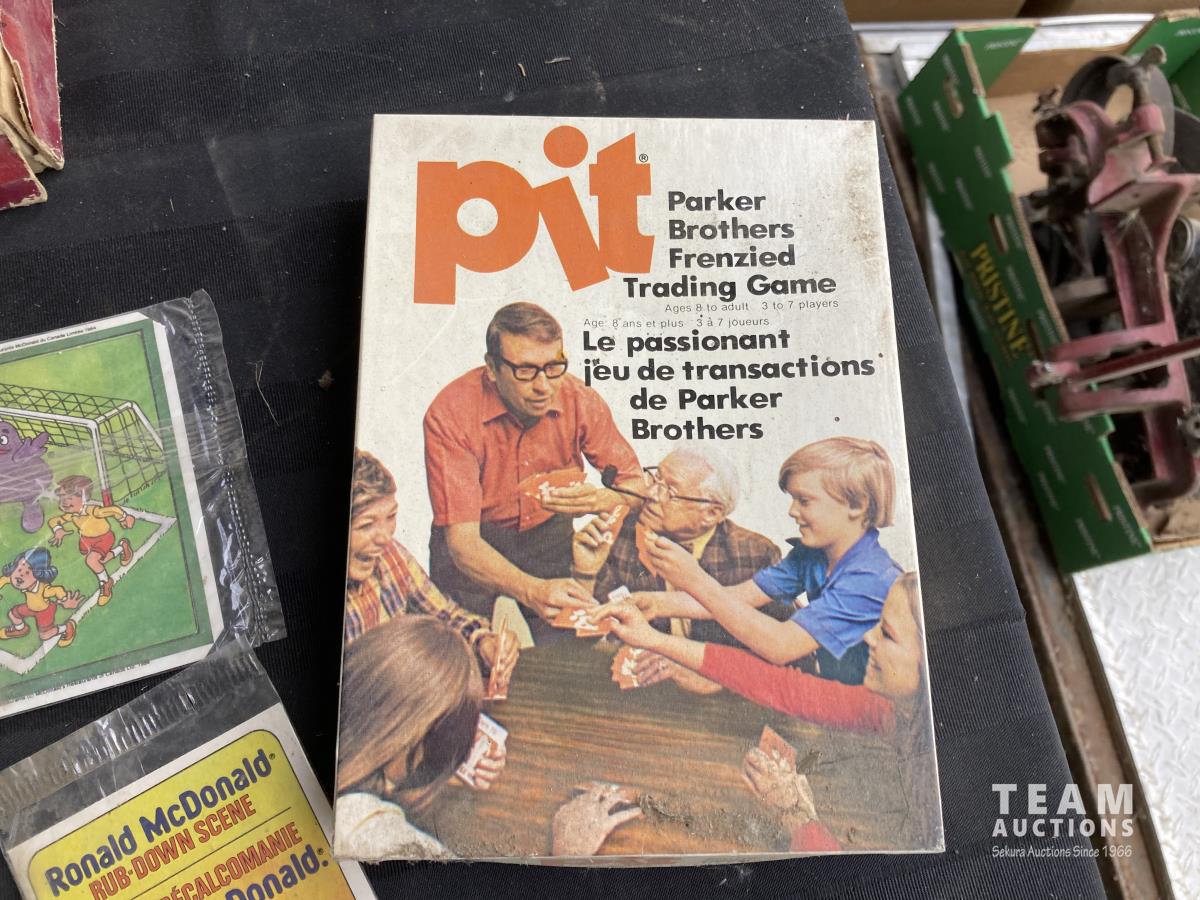 pit®
Parker
Brothers
Frenzied
Trading Game
Ages 8 to adult 3 to 7 players
Age: 8 ans et plus 3 à 7 joueurs
Le passionant
jeu de transactions
de Parker
Brothers
Ronald McDonald®
RUB-DOWN SCENE
DÉCALCOMANIE
PRISTINE
TEAM
AUCTIONS
Sekura Auctions Since 1966